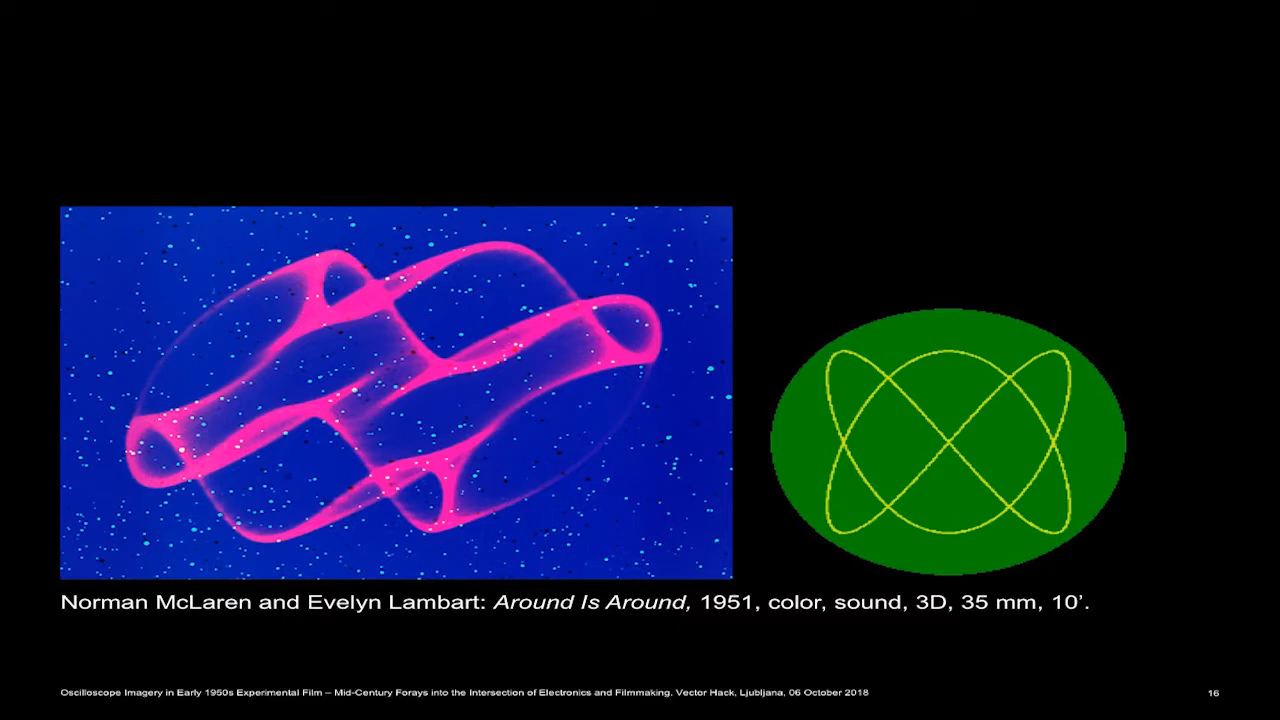 Norman McLaren and Evelyn Lambart: Around Is Around, 1951, color, sound, 3D, 35 mm, 10’.
Oscilloscope Imagery in Early 1950s Experimental Film – Mid-Century Forays into the Intersection of Electronics and Filmmaking. Vector Hack, Ljubljana, 06 October 2018
16